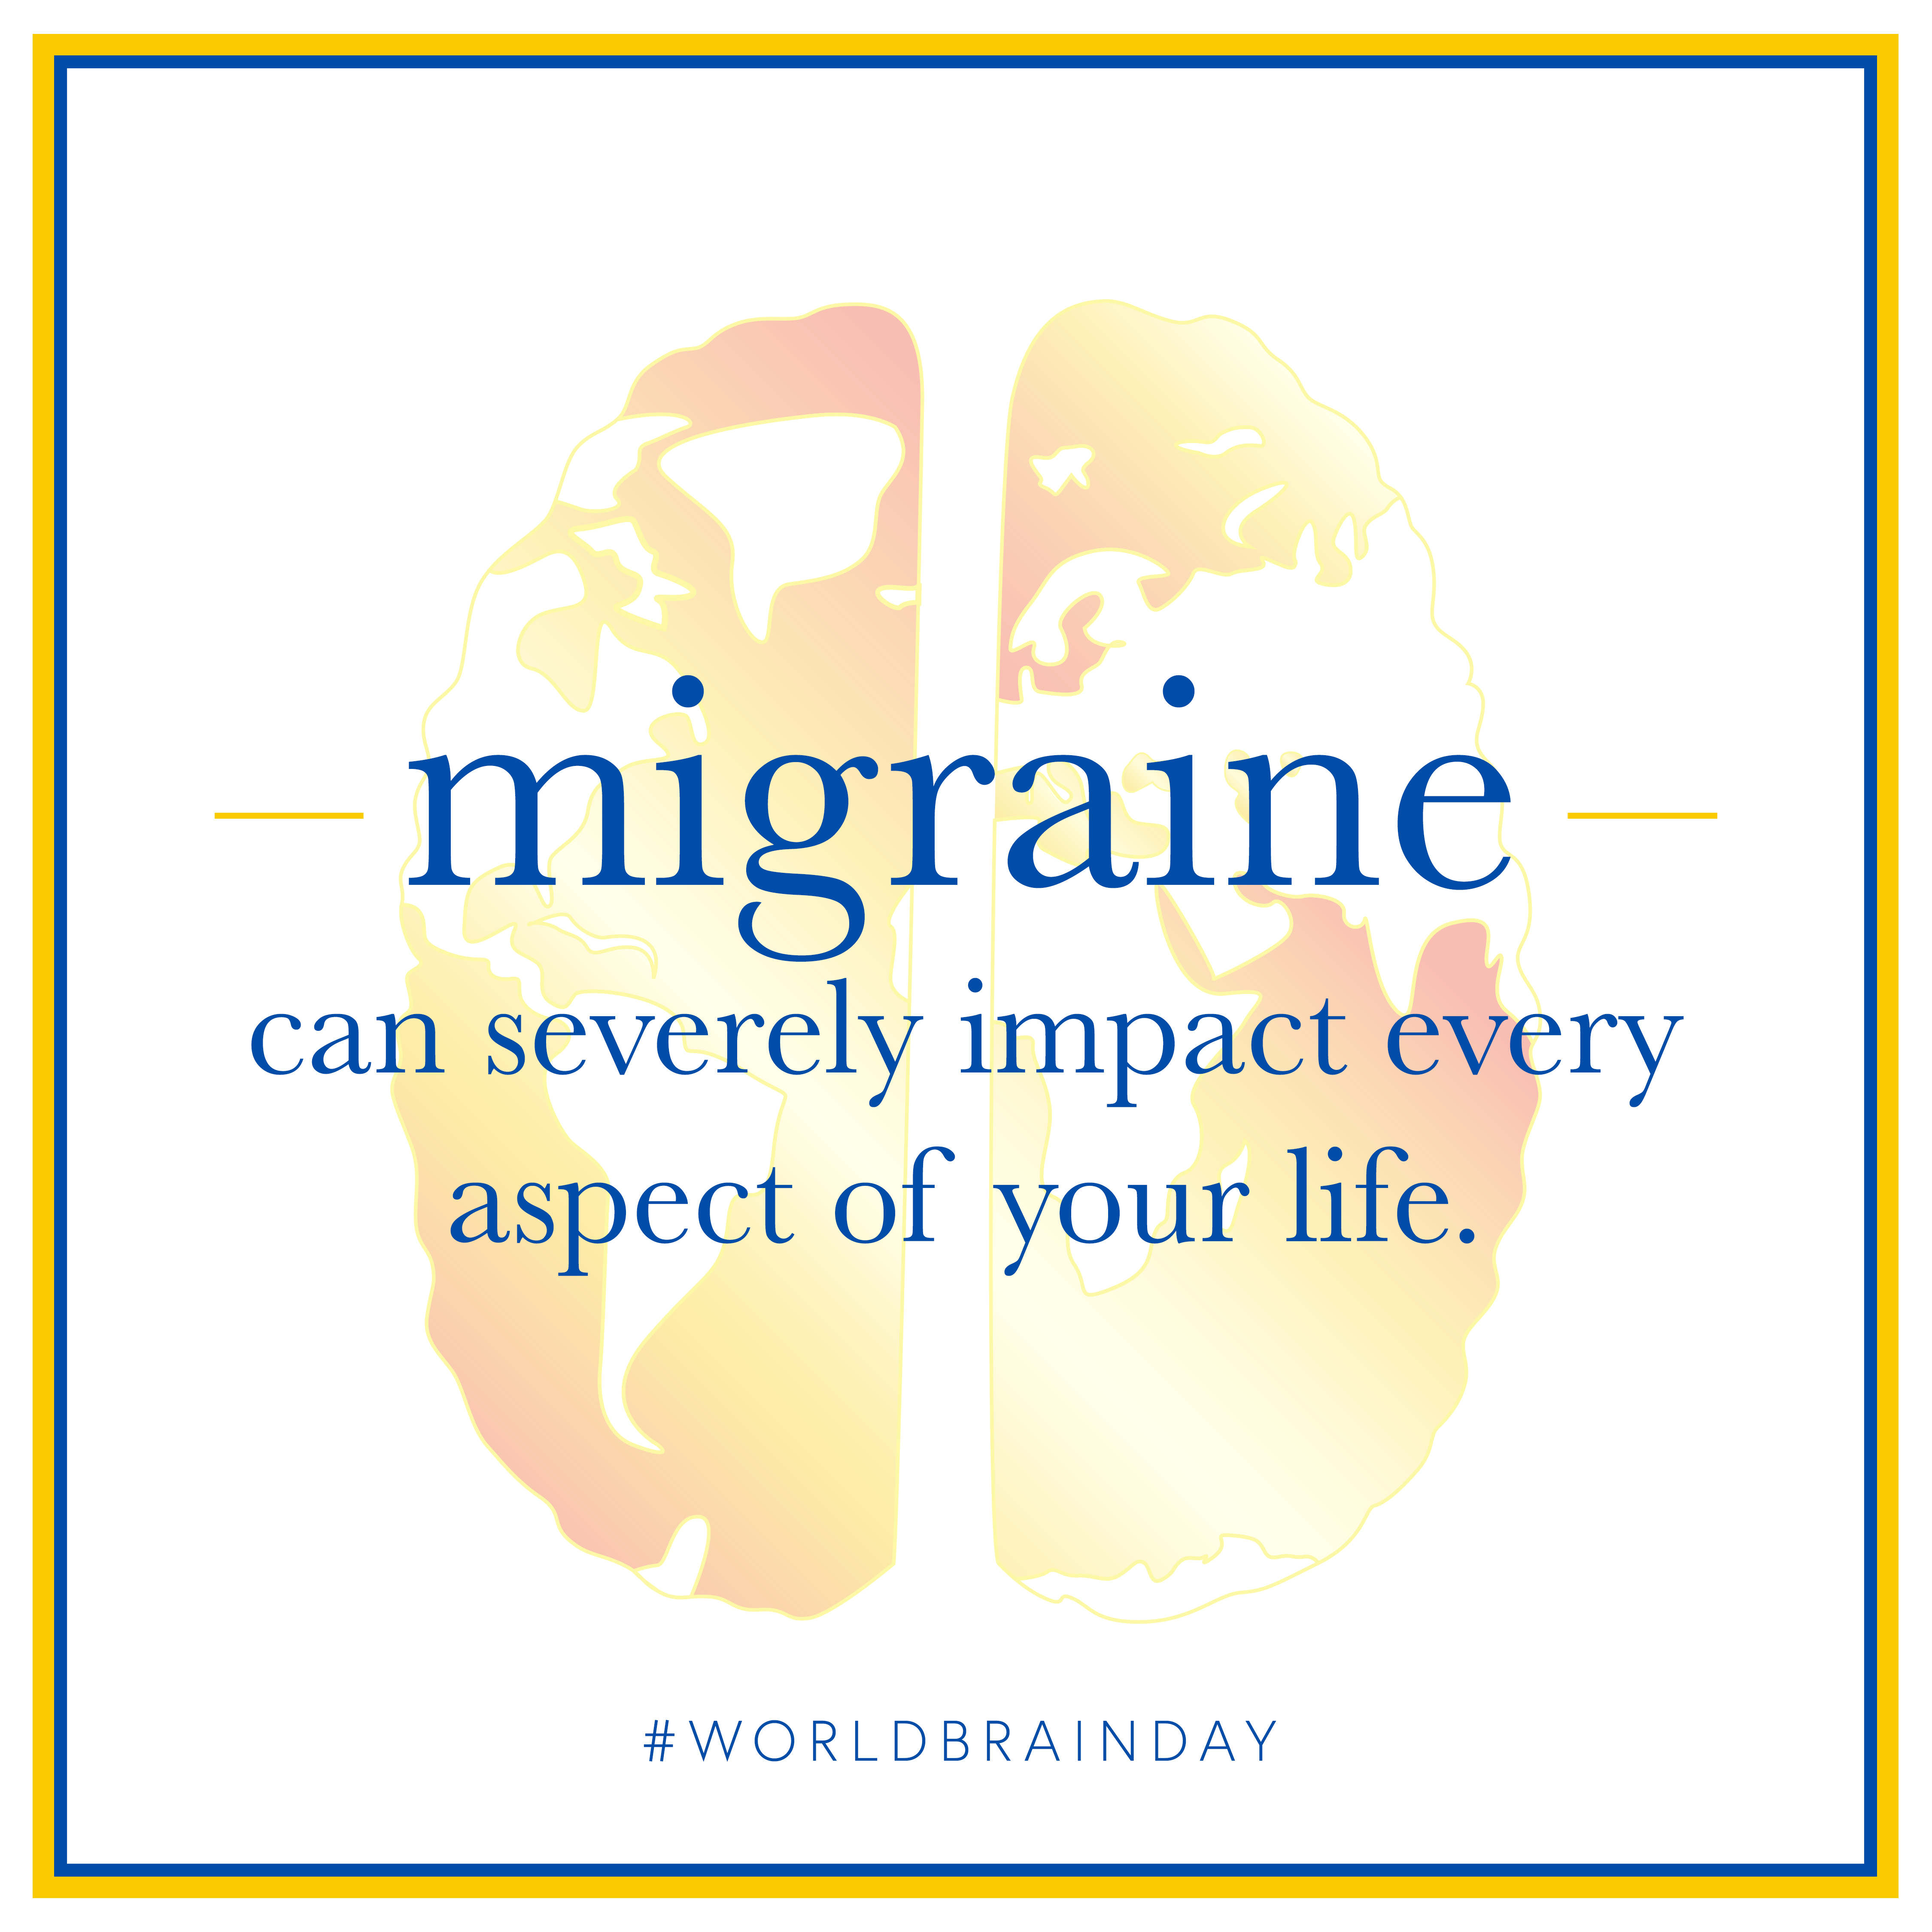 migraine
can severely impact every
aspect of your life.
#WORLDBRAINDAY